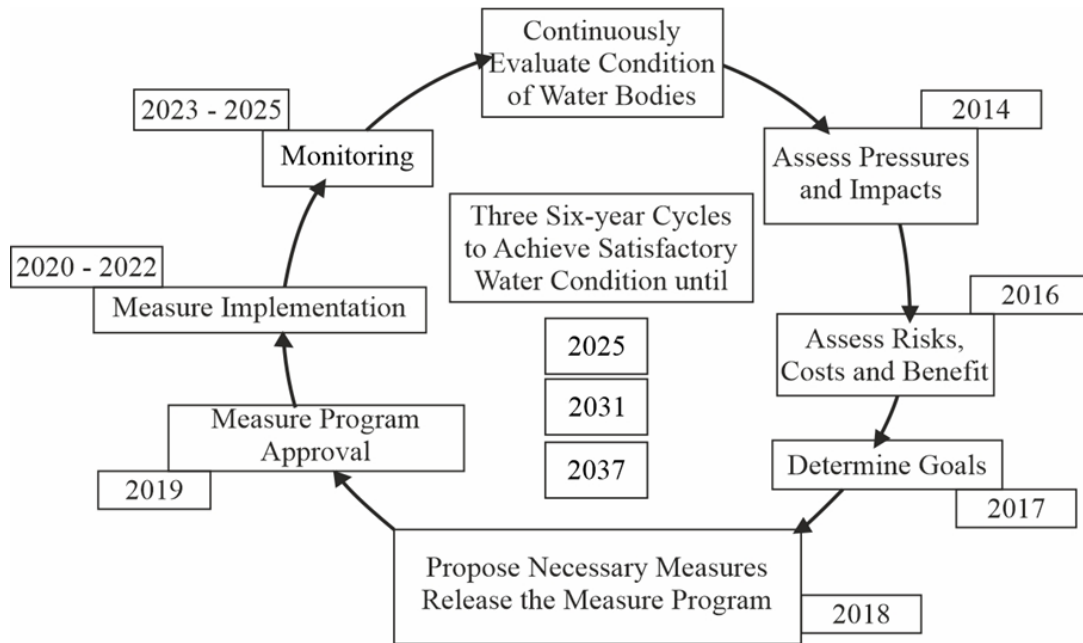 Continuously
Evaluate Condition
of Water Bodies
2014
Assess Pressures
and Impacts
2016
Assess Risks,
Costs and Benefit
Determine Goals
2017
Propose Necessary Measures
Release the Measure Program
2018
Measure Program
Approval
2019
2020 - 2022
Measure Implementation
2023 - 2025
Monitoring
Three Six-year Cycles
to Achieve Satisfactory
Water Condition until
2025
2031
2037